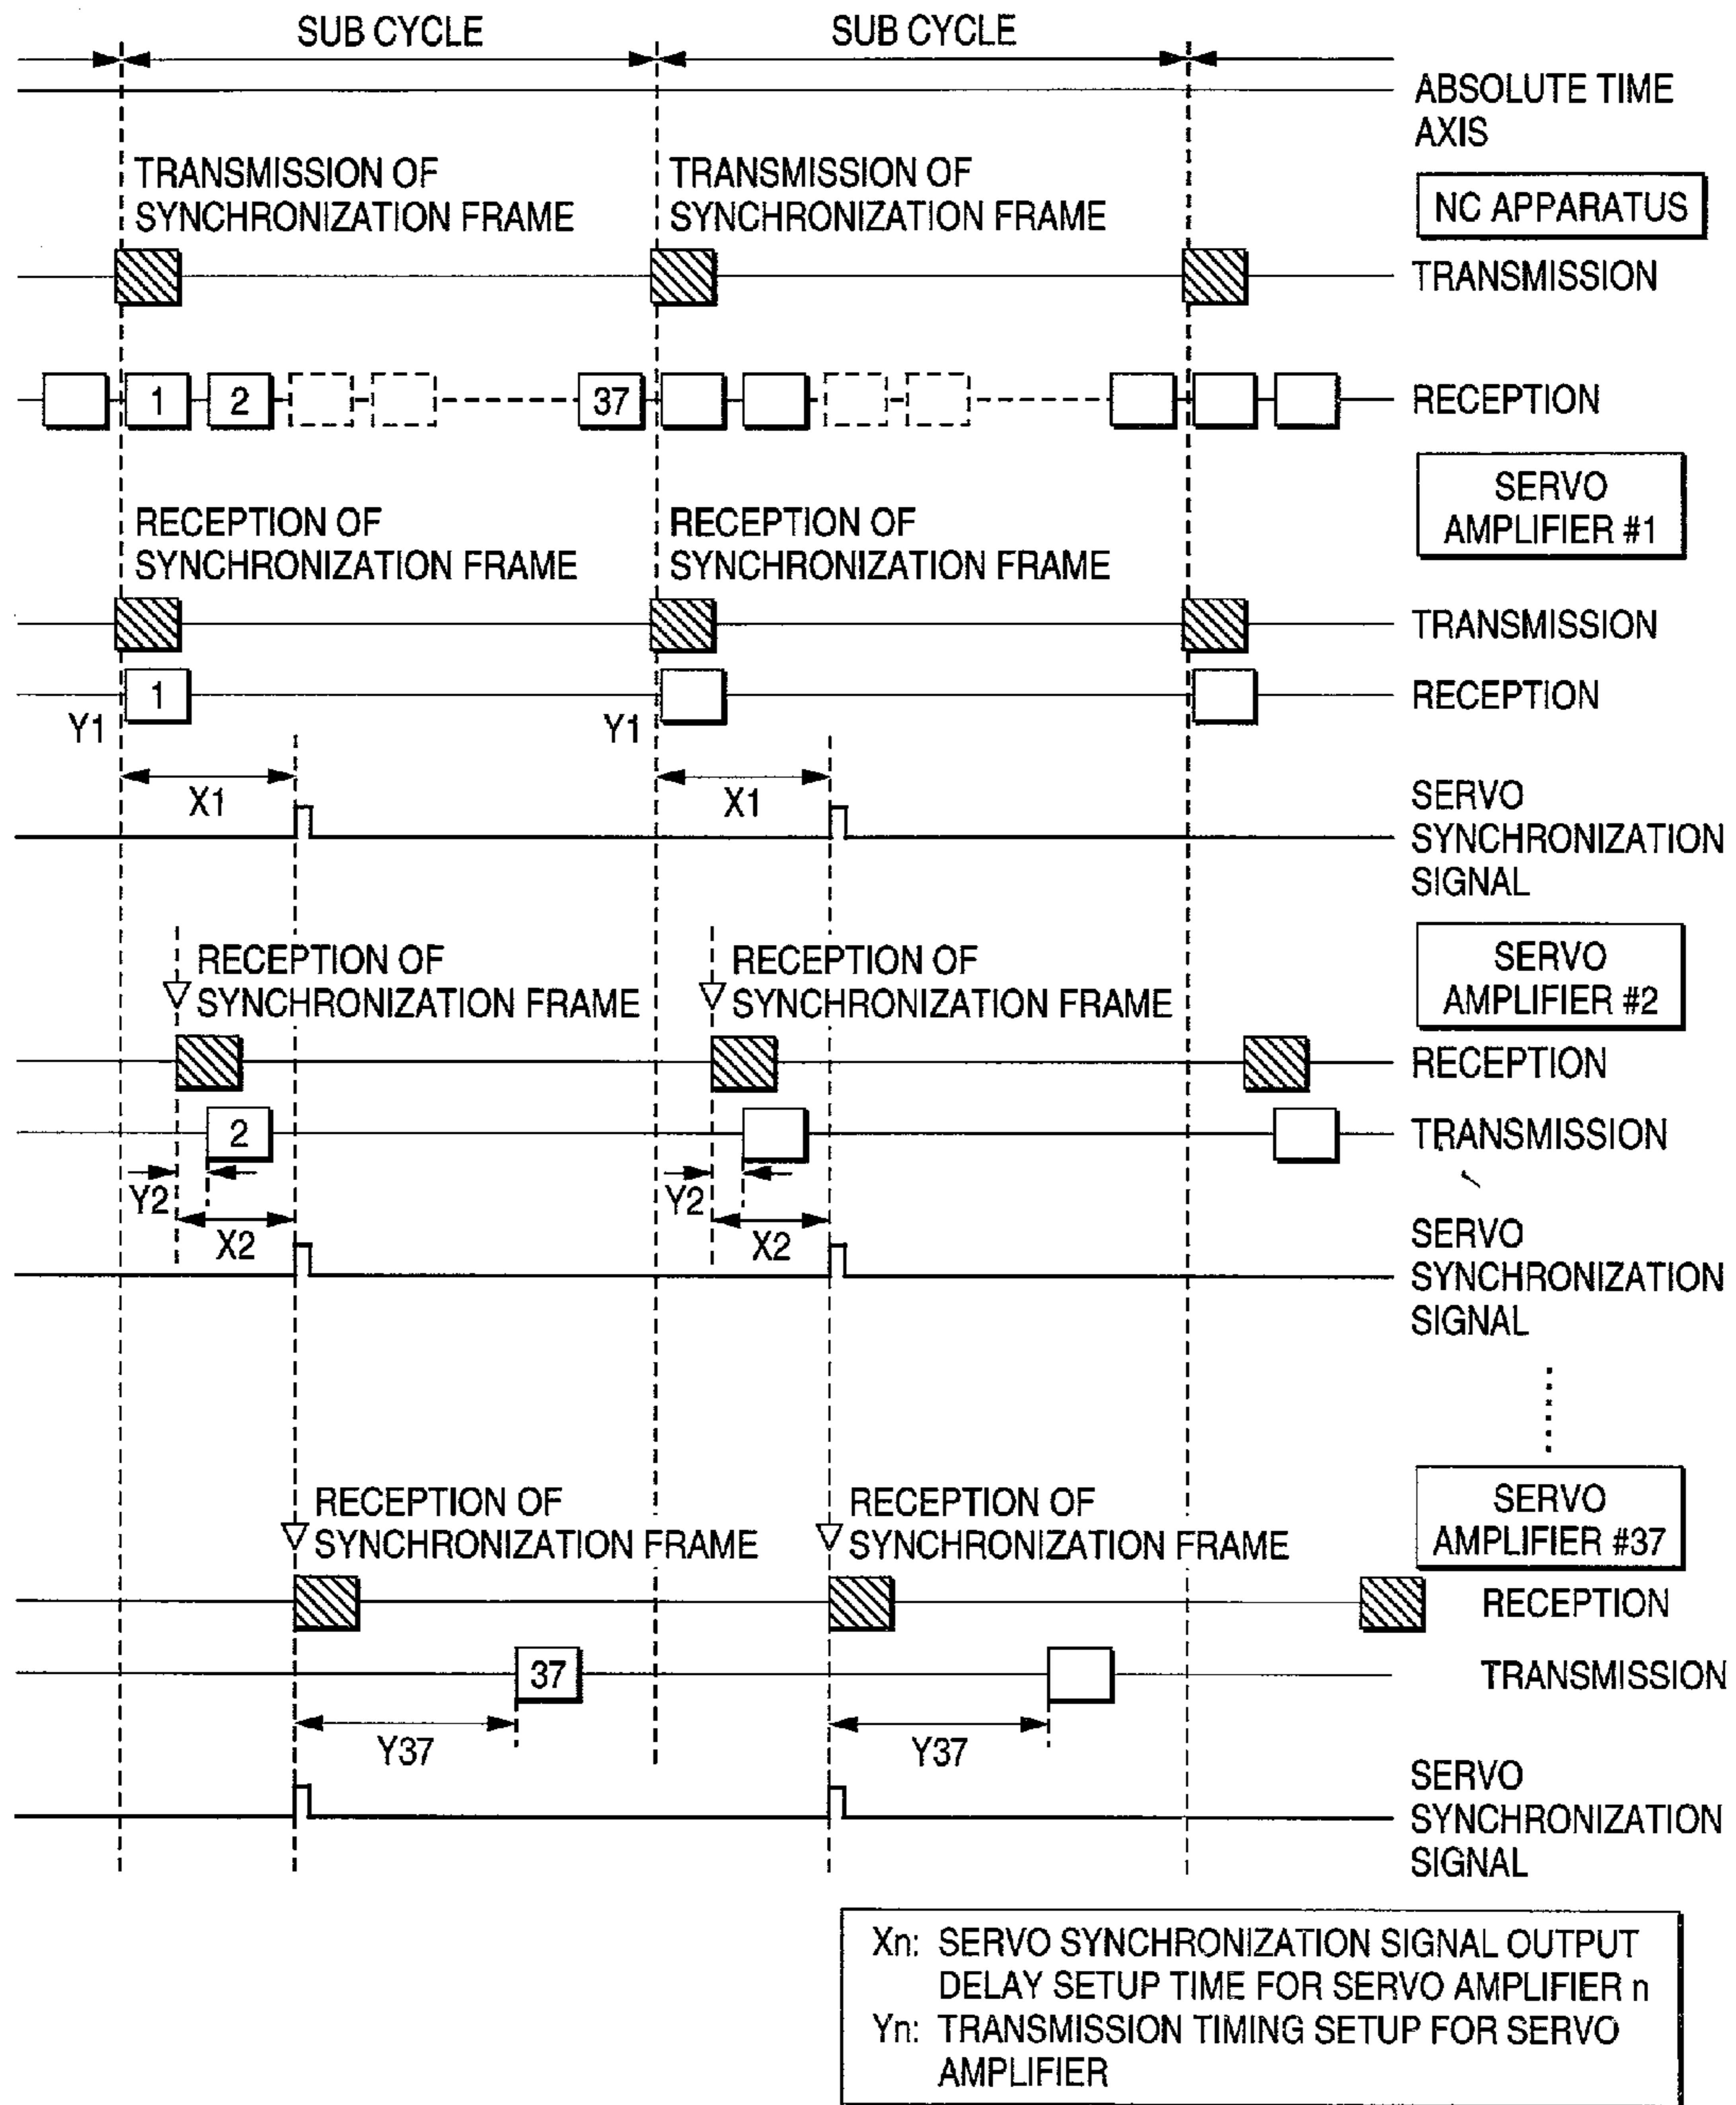 SUB CYCLE SUB CYCLE
ABSOLUTE TIME
AXIS
TRANSMISSION OF
SYNCHRONIZATION FRAME
TRANSMISSION OF
SYNCHRONIZATION FRAME
NC APPARATUS
TRANSMISSION
1 2 37
RECEPTION
SERVO
AMPLIFIER #1
RECEPTION OF
SYNCHRONIZATION FRAME
RECEPTION OF
SYNCHRONIZATION FRAME
TRANSMISSION
1
RECEPTION
Y1 Y1
X1 X1
SERVO
SYNCHRONIZATION
SIGNAL
RECEPTION OF
SYNCHRONIZATION FRAME
RECEPTION OF
SYNCHRONIZATION FRAME
SERVO
AMPLIFIER #2
RECEPTION
2
TRANSMISSION
Y2 Y2
X2 X2
SERVO
SYNCHRONIZATION
SIGNAL
RECEPTION OF
SYNCHRONIZATION FRAME
RECEPTION OF
SYNCHRONIZATION FRAME
SERVO
AMPLIFIER #37
RECEPTION
37
TRANSMISSION
Y37 Y37
SERVO
SYNCHRONIZATION
SIGNAL
Xn: SERVO SYNCHRONIZATION SIGNAL OUTPUT
DELAY SETUP TIME FOR SERVO AMPLIFIER n
Yn: TRANSMISSION TIMING SETUP FOR SERVO
AMPLIFIER